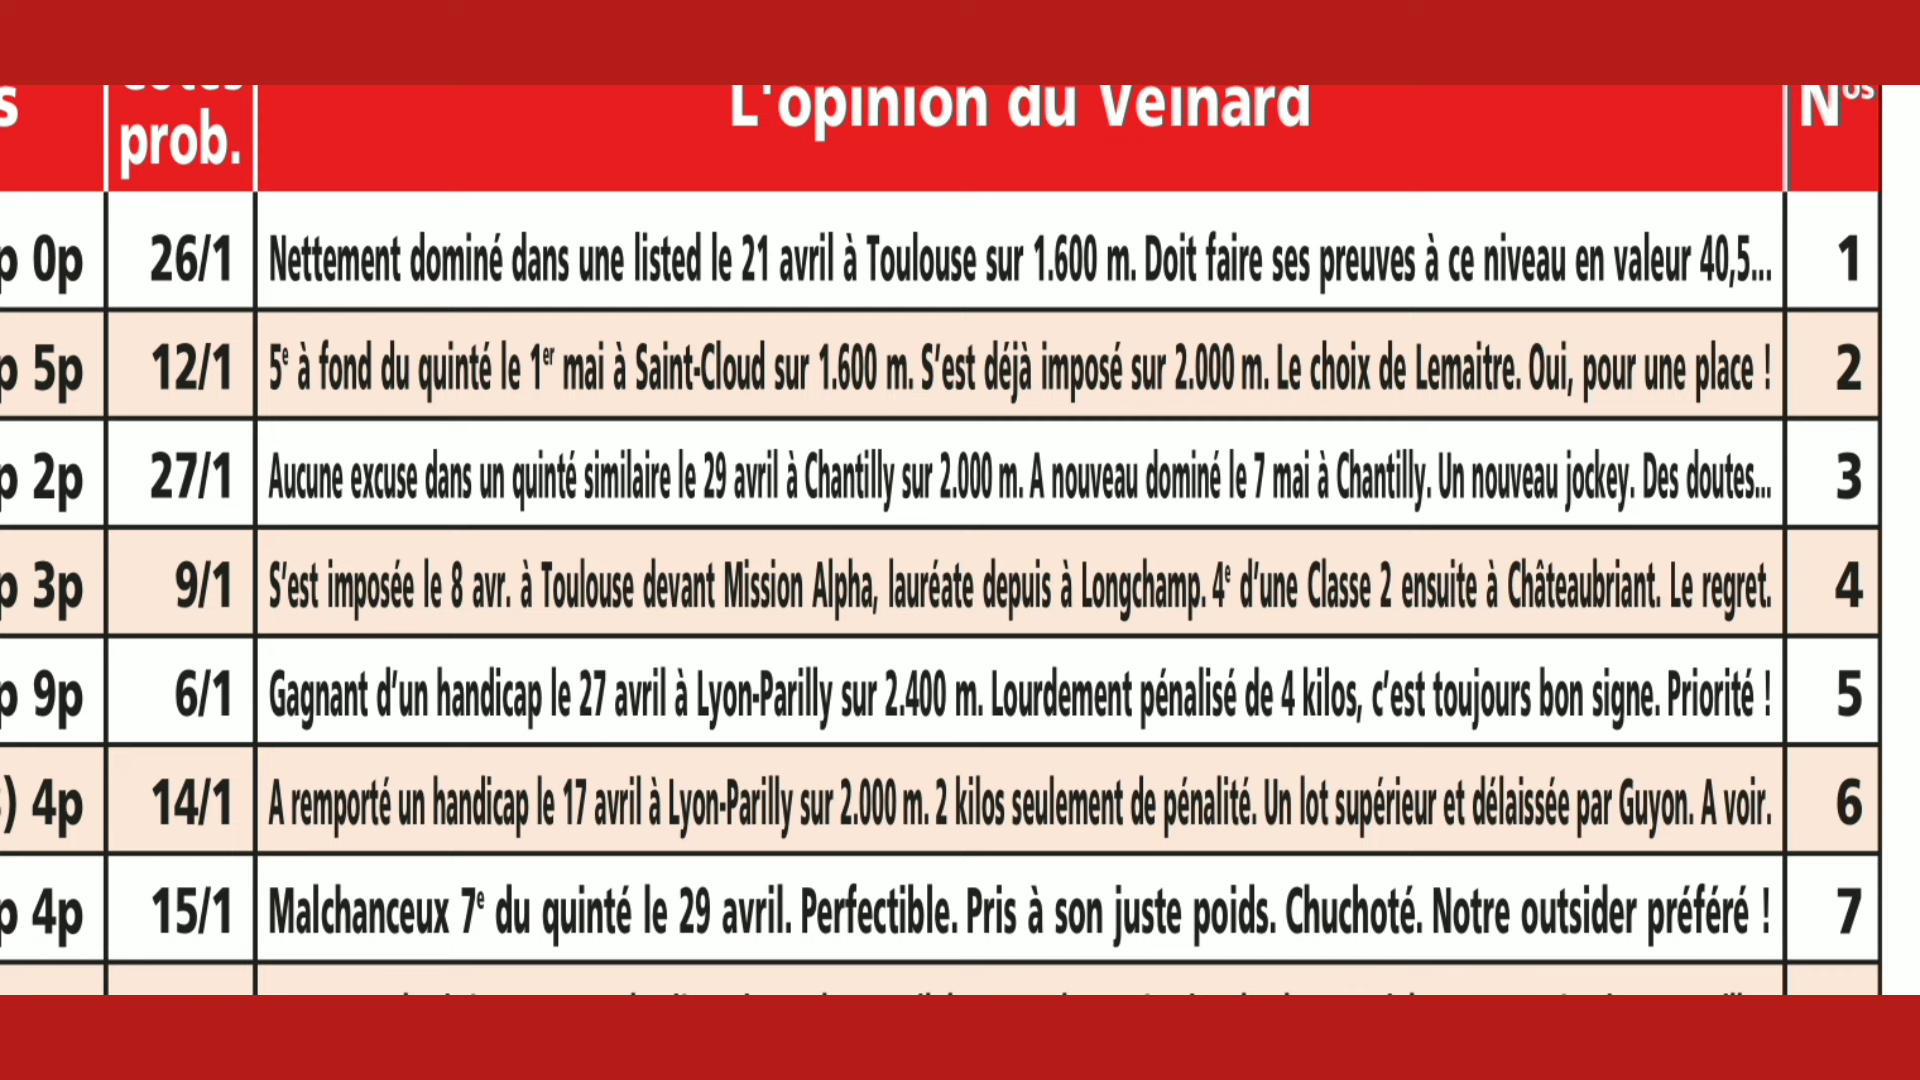 s Cotes prob. L'opinion du Veinard Nos
p 0p 26/1 Nettement dominé dans une listed le 21 avril à Toulouse sur 1.600 m. Doit faire ses preuves à ce niveau en valeur 40,5... 1
p 5p 12/1 5e à fond du quinté le 1er mai à Saint-Cloud sur 1.600 m. S’est déjà imposé sur 2.000 m. Le choix de Lemaitre. Oui, pour une place ! 2
p 2p 27/1 Aucune excuse dans un quinté similaire le 29 avril à Chantilly sur 2.000 m. A nouveau dominé le 7 mai à Chantilly. Un nouveau jockey. Des doutes... 3
p 3p 9/1 S’est imposée le 8 avr. à Toulouse devant Mission Alpha, lauréate depuis à Longchamp. 4e d’une Classe 2 ensuite à Châteaubriant. Le regret. 4
p 9p 6/1 Gagnant d’un handicap le 27 avril à Lyon-Parilly sur 2.400 m. Lourdement pénalisé de 4 kilos, c’est toujours bon signe. Priorité ! 5
) 4p 14/1 A remporté un handicap le 17 avril à Lyon-Parilly sur 2.000 m. 2 kilos seulement de pénalité. Un lot supérieur et délaissée par Guyon. A voir. 6
p 4p 15/1 Malchanceux 7e du quinté le 29 avril. Perfectible. Pris à son juste poids. Chuchoté. Notre outsider préféré ! 7